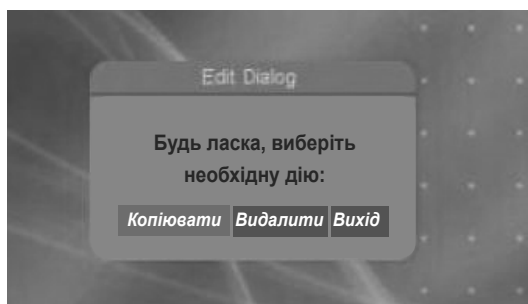 Edit Dialog
Будь ласка, виберіть
необхідну дію:
Копіювати Видалити Вихід